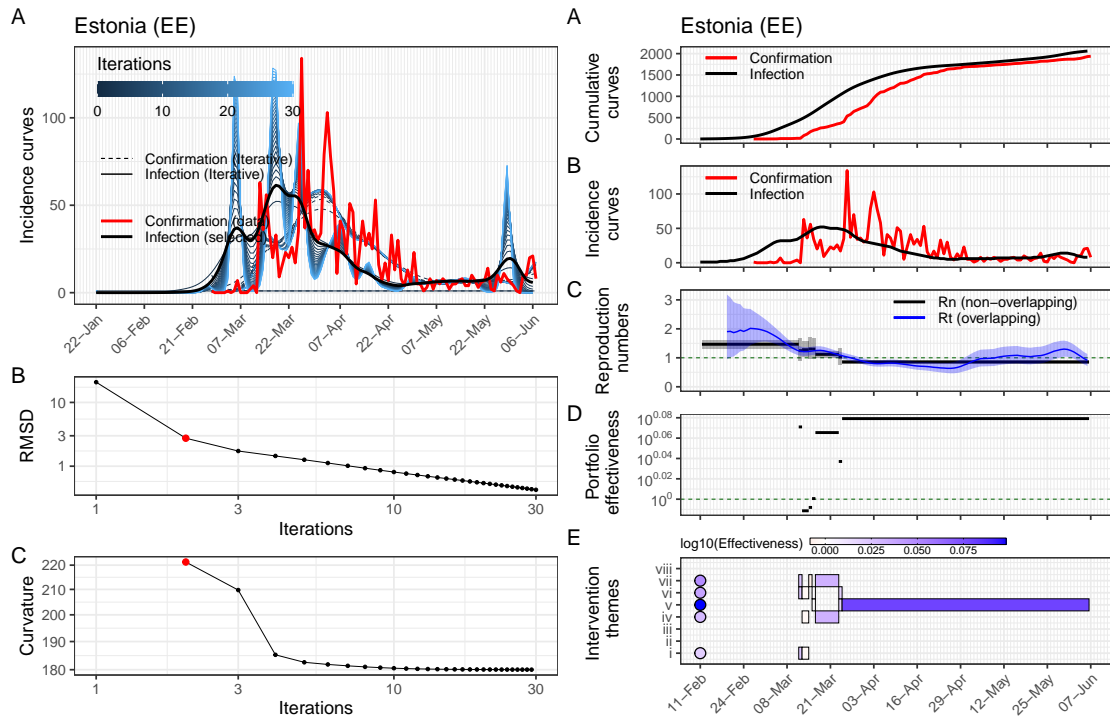 A
Estonia (EE)
Iterations
0
10
20
30
Confirmation (Iterative)
Infection (Iterative)
Confirmation (data)
Infection (selected)
Incidence curves
100
50
0
22−Jan
06−Feb
21−Feb
07−Mar
22−Mar
07−Apr
22−Apr
07−May
22−May
06−Jun
B
RMSD
10
3
1
1
3
10
30
Iterations
C
Curvature
220
210
200
190
180
1
3
10
30
Iterations
A
Estonia (EE)
Cumulative
curves
2000
1500
1000
500
0
Confirmation
Infection
B
Incidence
curves
100
50
0
Confirmation
Infection
C
Reproduction
numbers
3
2
1
0
Rn (non−overlapping)
Rt (overlapping)
D
Portfolio
effectiveness
10^0.08
10^0.08
10^0.06
10^0.03
10^0
E
log10(Effectiveness)
0.000
0.025
0.050
0.075
Intervention
themes
viii
vii
vi
v
iv
iii
ii
i
11−Feb
24−Feb
08−Mar
21−Mar
03−Apr
16−Apr
29−Apr
12−May
25−May
07−Jun